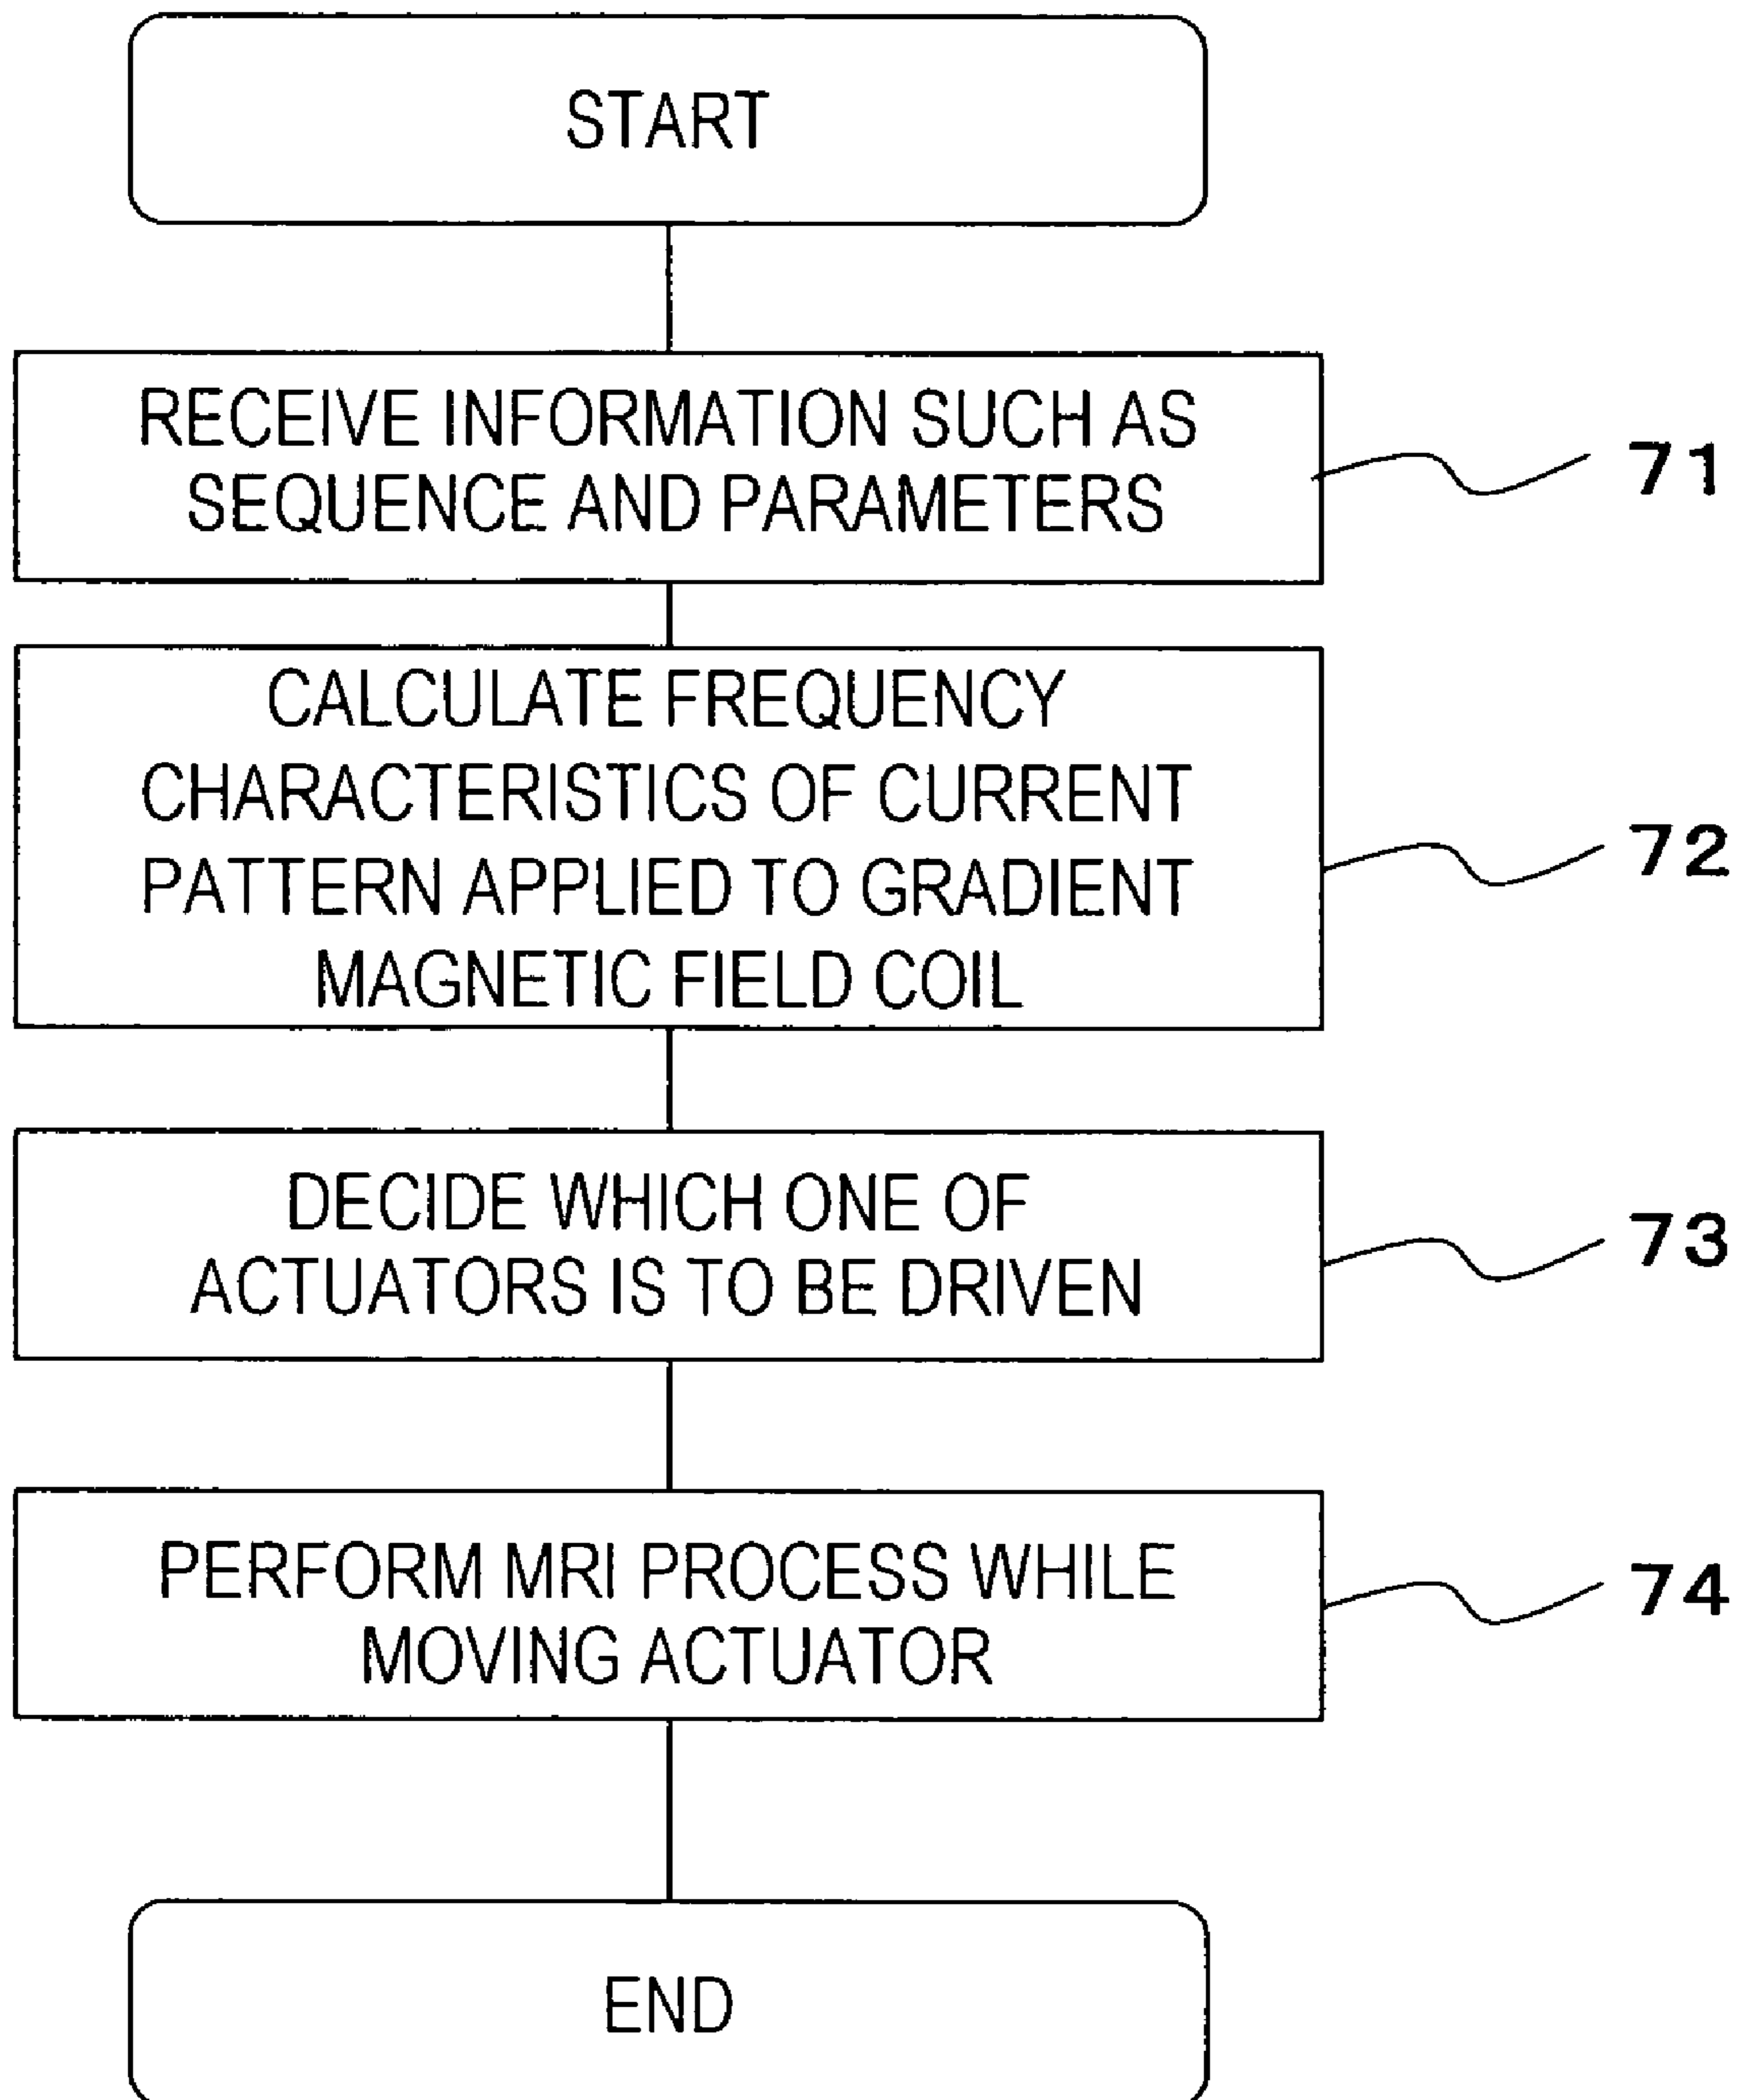 START
RECEIVE INFORMATION SUCH AS
SEQUENCE AND PARAMETERS
71
CALCULATE FREQUENCY
CHARACTERISTICS OF CURRENT
PATTERN APPLIED TO GRADIENT
MAGNETIC FIELD COIL
72
DECIDE WHICH ONE OF
ACTUATORS IS TO BE DRIVEN
73
PERFORM MRI PROCESS WHILE
MOVING ACTUATOR
74
END